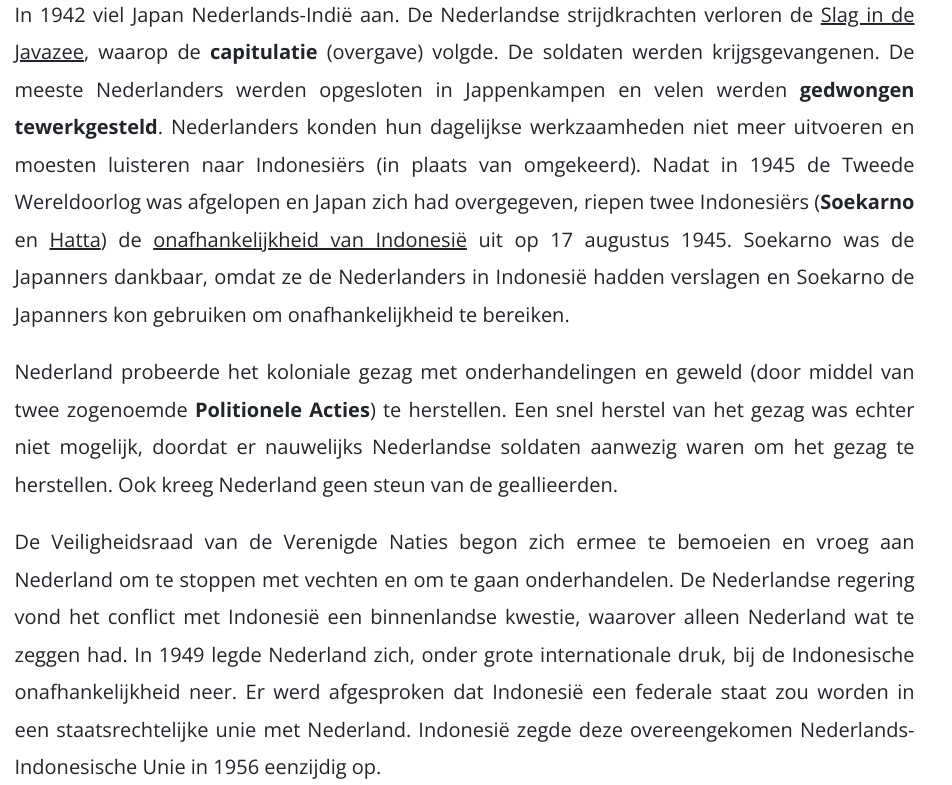 In 1942 viel Japan Nederlands-Indië aan. De Nederlandse strijdkrachten verloren de Slag in de
Javazee, waarop de capitulatie (overgave) volgde. De soldaten werden krijgsgevangenen. De
meeste Nederlanders werden opgesloten in Jappenkampen en velen werden gedwongen
tewerkgesteld. Nederlanders konden hun dagelijkse werkzaamheden niet meer uitvoeren en
moesten luisteren naar Indonesiërs (in plaats van omgekeerd). Nadat in 1945 de Tweede
Wereldoorlog was afgelopen en Japan zich had overgegeven, riepen twee Indonesiërs (Soekarno
en Hatta) de onafhankelijkheid van Indonesië uit op 17 augustus 1945. Soekarno was de
Japanners dankbaar, omdat ze de Nederlanders in Indonesië hadden verslagen en Soekarno de
Japanners kon gebruiken om onafhankelijkheid te bereiken.
Nederland probeerde het koloniale gezag met onderhandelingen en geweld (door middel van
twee zogenoemde Politionele Acties) te herstellen. Een snel herstel van het gezag was echter
niet mogelijk, doordat er nauwelijks Nederlandse soldaten aanwezig waren om het gezag te
herstellen. Ook kreeg Nederland geen steun van de geallieerden.
De Veiligheidsraad van de Verenigde Naties begon zich ermee te bemoeien en vroeg aan
Nederland om te stoppen met vechten en om te gaan onderhandelen. De Nederlandse regering
vond het conflict met Indonesië een binnenlandse kwestie, waarover alleen Nederland wat te
zeggen had. In 1949 legde Nederland zich, onder grote internationale druk, bij de Indonesische
onafhankelijkheid neer. Er werd afgesproken dat Indonesië een federale staat zou worden in
een staatsrechtelijke unie met Nederland. Indonesië zegde deze overeengekomen Nederlands-
Indonesische Unie in 1956 eenzijdig op.